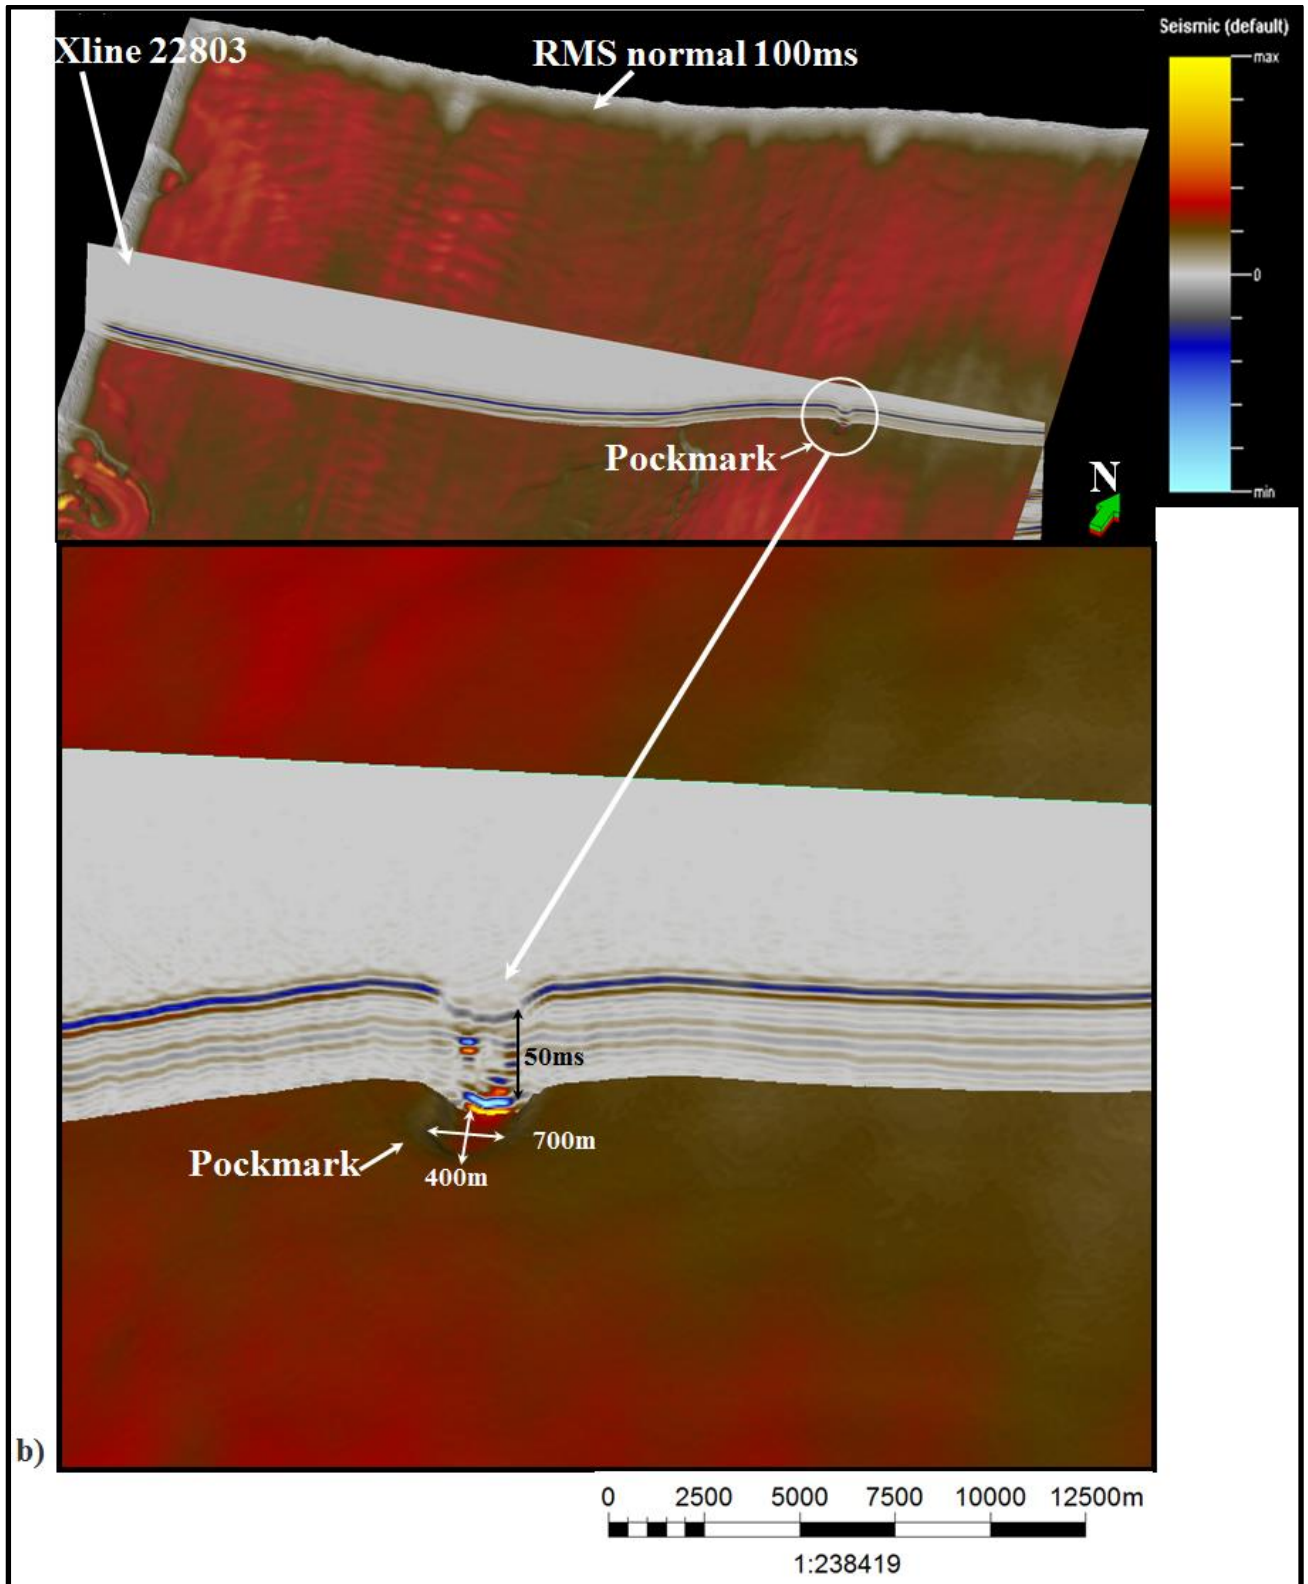 Seismic (default)
Xline 22803
RMS normal 100ms
max
0
min
Pockmark
N
50ms
700m
Pockmark
400m
b)
0 2500 5000 7500 10000 12500m
1:238419